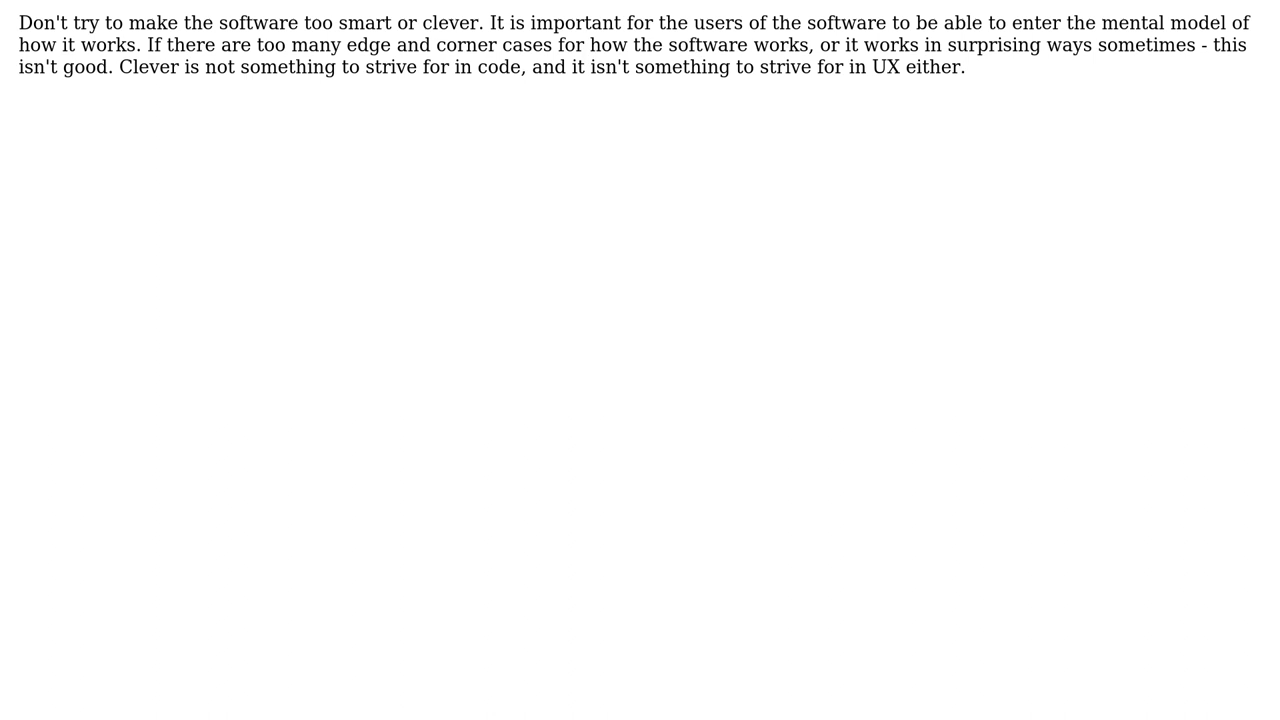 Don't try to make the software too smart or clever. It is important for the users of the software to be able to enter the mental model of
how it works. If there are too many edge and corner cases for how the software works, or it works in surprising ways sometimes - this
isn't good. Clever is not something to strive for in code, and it isn't something to strive for in UX either.